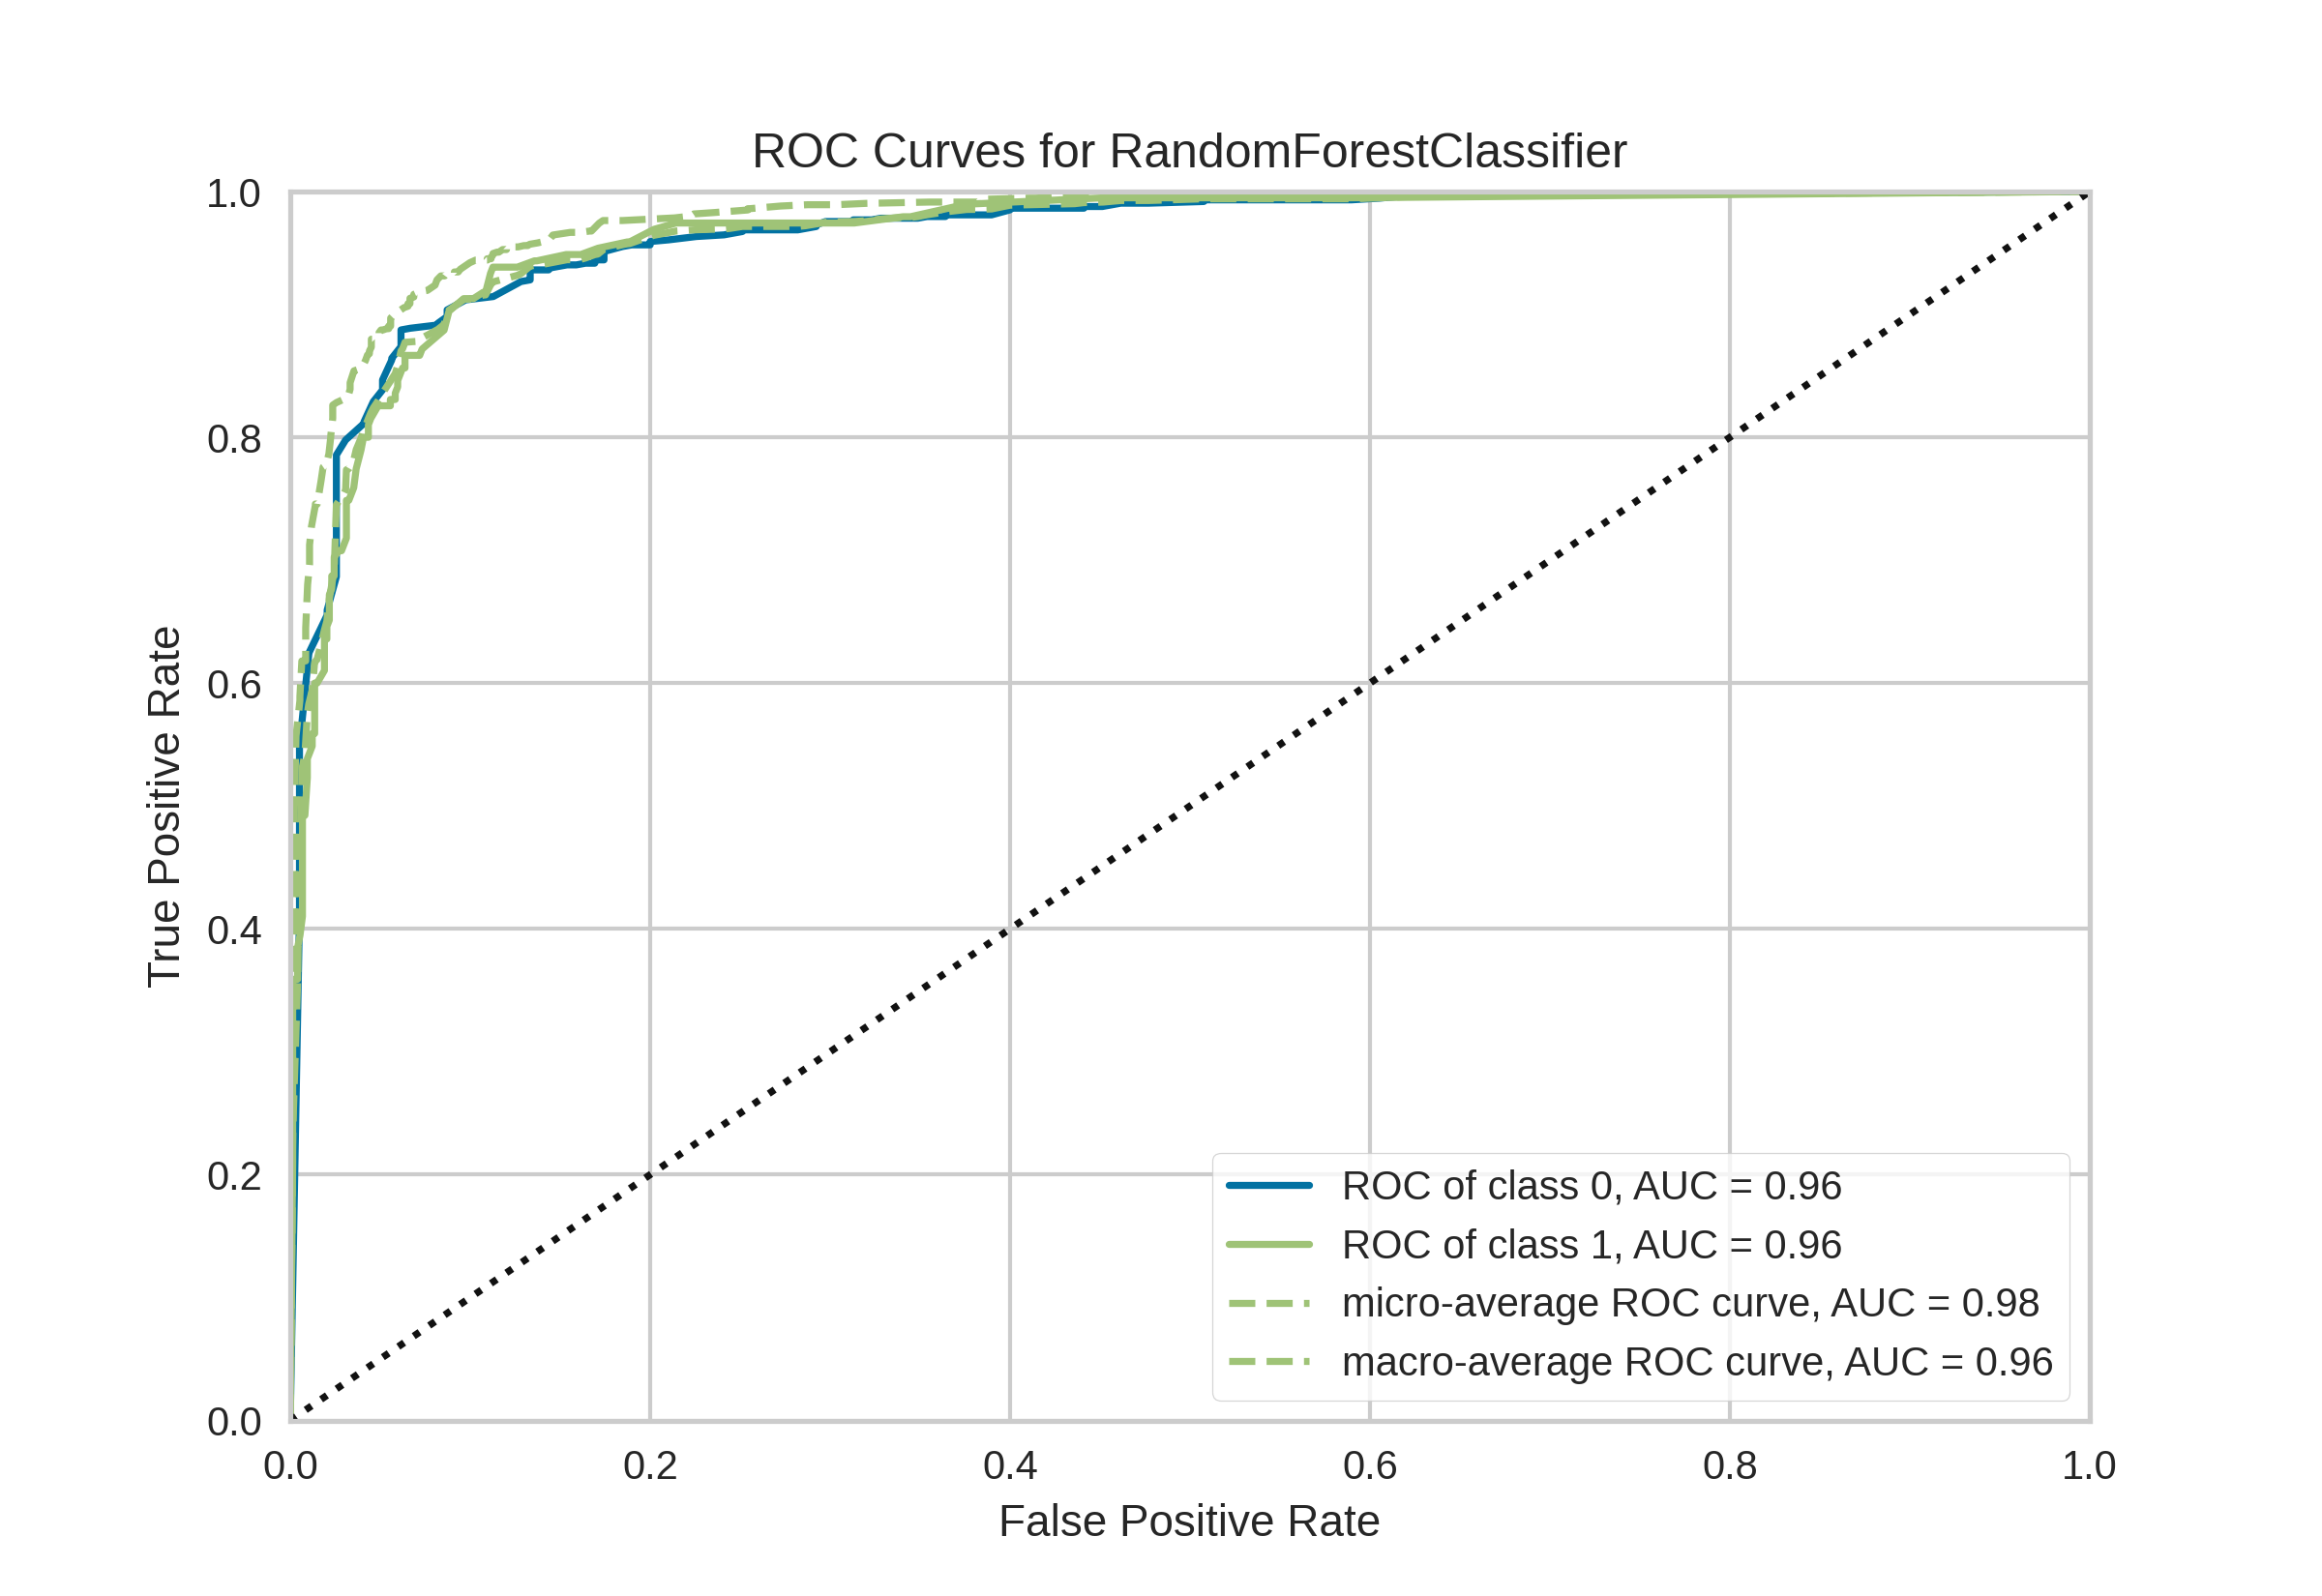 ROC Curves for RandomForestClassifier
1.0
0.8
0.6
0.4
0.2
0.0
True Positive Rate
ROC of class 0, AUC = 0.96
ROC of class 1, AUC = 0.96
micro-average ROC curve, AUC = 0.98
macro-average ROC curve, AUC = 0.96
0.0 0.2 0.4 0.6 0.8 1.0
False Positive Rate